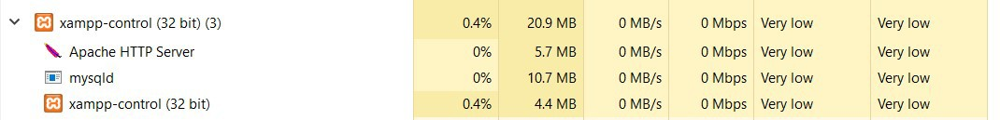 xampp-control (32 bit) (3) 0.4% 20.9 MB 0 MB/s 0 Mbps Very low Very low
Apache HTTP Server 0% 5.7 MB 0 MB/s 0 Mbps Very low Very low
mysqld 0% 10.7 MB 0 MB/s 0 Mbps Very low Very low
xampp-control (32 bit) 0.4% 4.4 MB 0 MB/s 0 Mbps Very low Very low